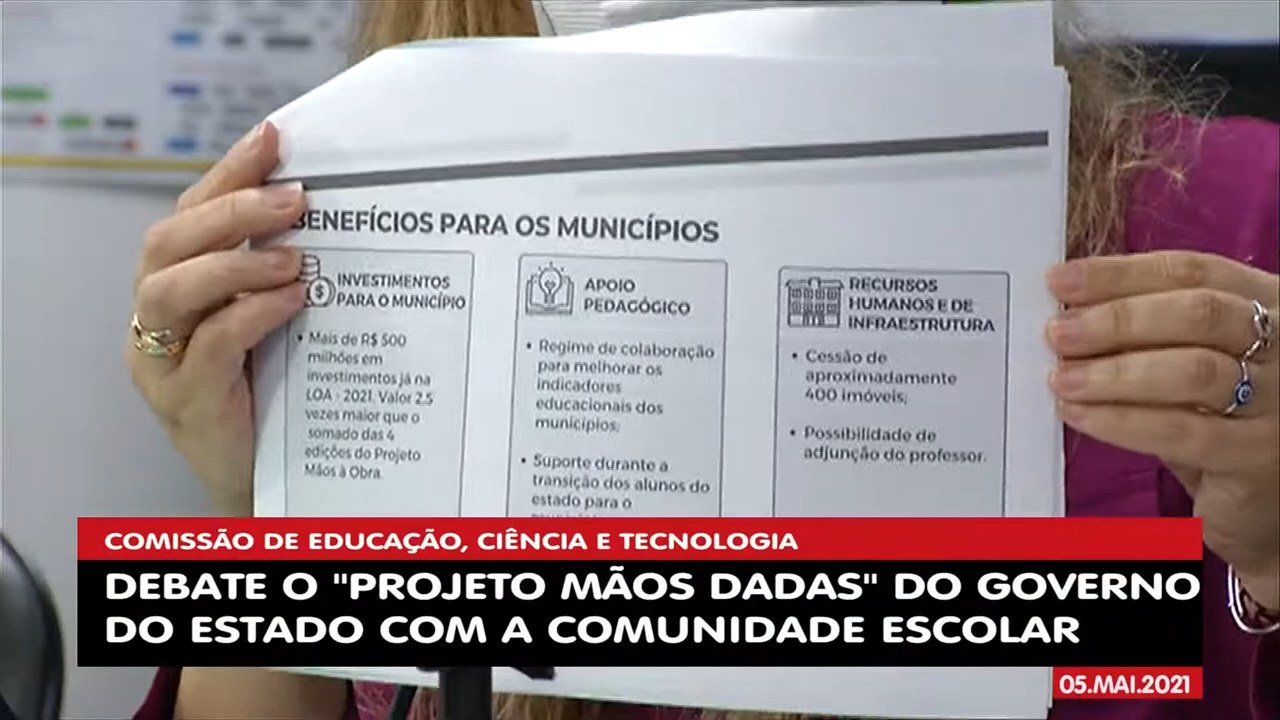 BENEFÍCIOS PARA OS MUNICÍPIOS
INVESTIMENTOS
PARA O MUNICÍPIO
• Mais de R$ 500
milhões em
investimentos já na
LOA - 2021. Valor 2,5
vezes maior que o
somado das 4
edições do Projeto
Mãos à Obra.
APOIO
PEDAGÓGICO
• Regime de colaboração
para melhorar os
indicadores
educacionais dos
municípios;
• Suporte durante a
transição dos alunos do
estado para o
RECURSOS
HUMANOS E DE
INFRAESTRUTURA
• Cessão de
aproximadamente
400 imóveis;
• Possibilidade de
adjunção do professor.
COMISSÃO DE EDUCAÇÃO, CIÊNCIA E TECNOLOGIA
DEBATE O "PROJETO MÃOS DADAS" DO GOVERNO
DO ESTADO COM A COMUNIDADE ESCOLAR
05.MAI.2021